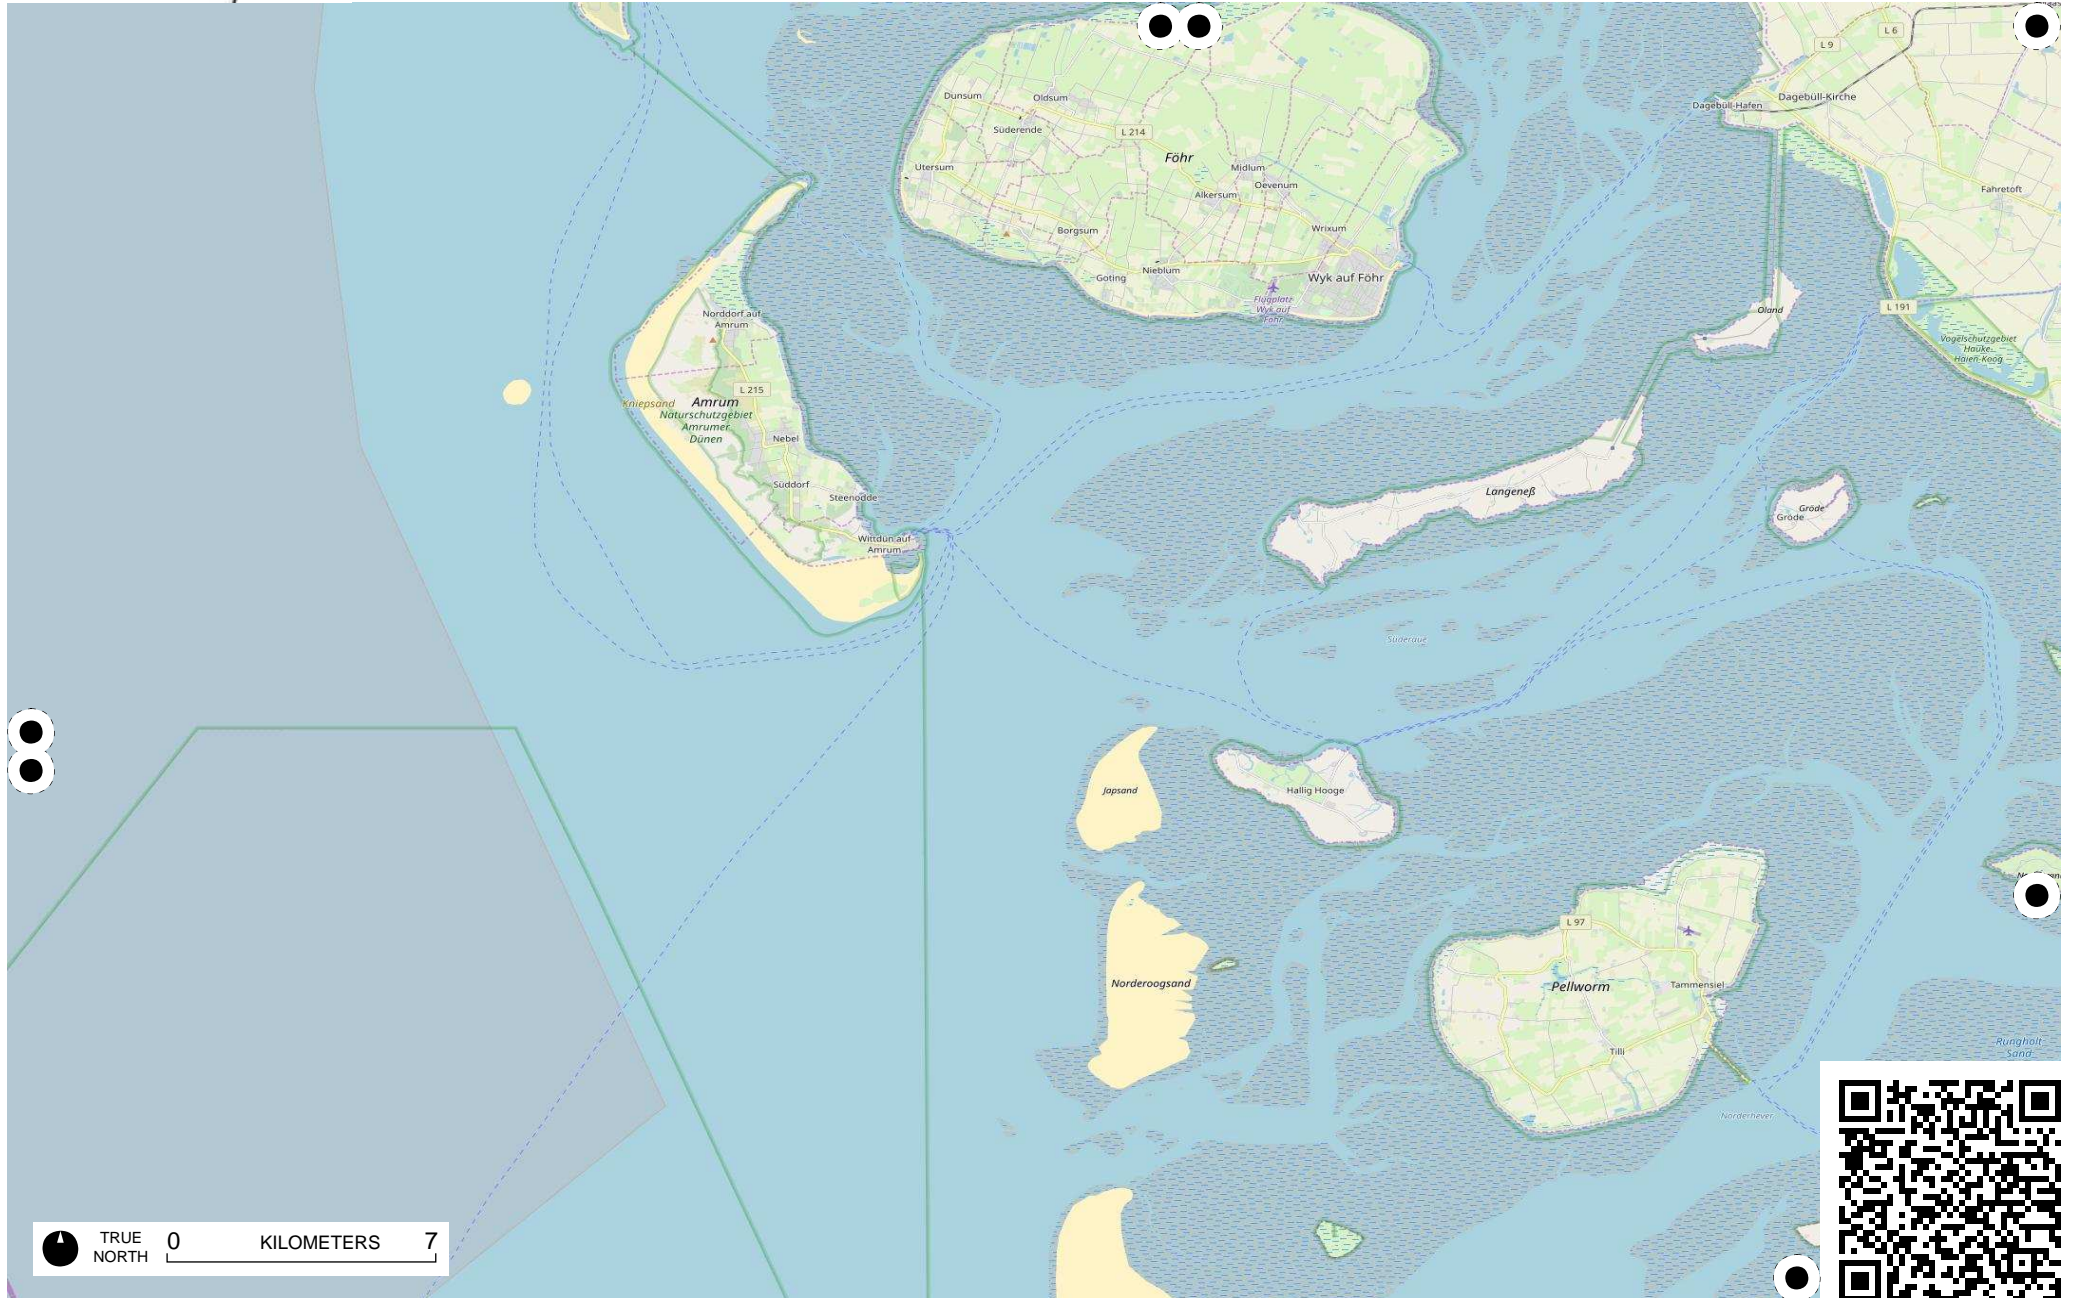 L 9
L 6
Dunsum
Oldsum
Dagebüll-Hafen
Dagebüll-Kirche
Süderende
L 214
Föhr
Utersum
Midlum
Alkersum
Oevenum
Fahretoft
Borgsum
Wrixum
Goting
Nieblum
Wyk auf Föhr
Flugplatz
Wyk auf
Föhr
Norddorf auf
Amrum
Oland
L 191
Vogelschutzgebiet
Hauke-
Haien-Koog
L 215
Kniepsand
Amrum
Naturschutzgebiet
Amrumer
Dünen
Nebel
Süddorf
Steenodde
Langeneß
Gröde
Gröde
Wittdün auf
Amrum
Süderaue
Japsand
Hallig Hooge
L 97
Norderoogsand
Pellworm
Tammensiel
Tilli
Rungholt
Sand
Norderhever
TRUE
NORTH
0 KILOMETERS 7